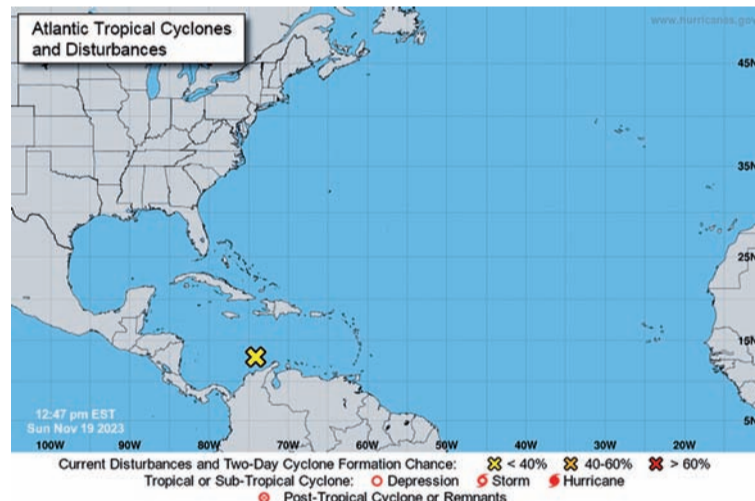 Atlantic Tropical Cyclones
and Disturbances
www.hurricanes.gov
45N
35N
25N
15N
5N
12:47 pm EST
Sun Nov 19 2023
100W 90W 80W 70W 60W 50W 40W 30W 20W
Current Disturbances and Two-Day Cyclone Formation Chance: < 40% 40-60% > 60%
Tropical or Sub-Tropical Cyclone: Depression Storm Hurricane
Post-Tropical Cyclone or Remnants